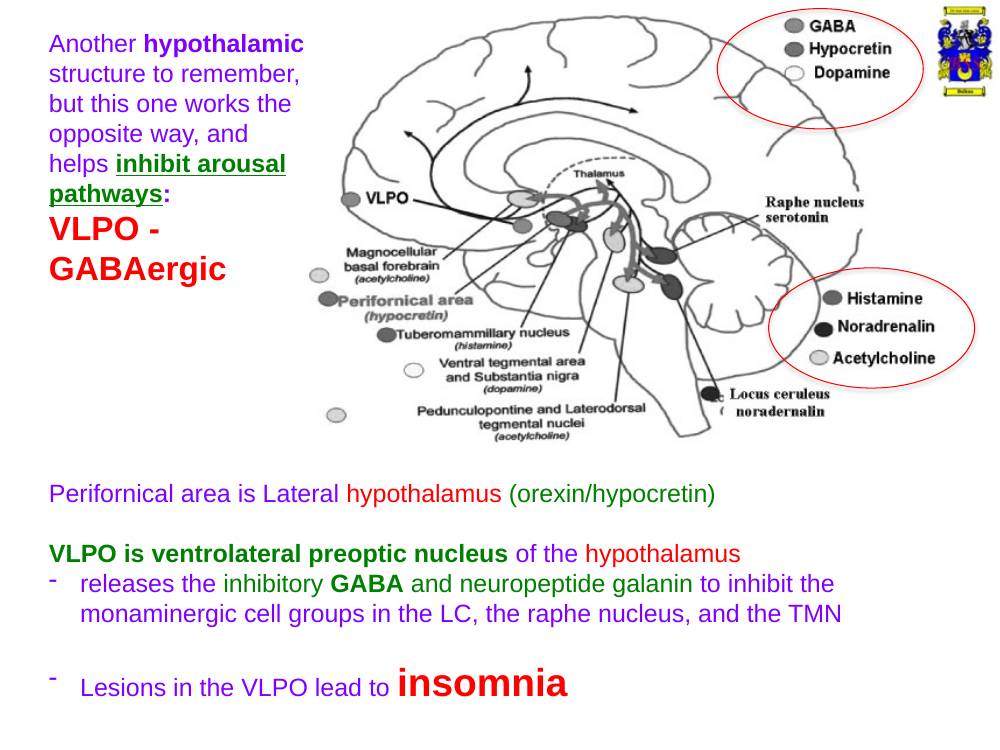 Another hypothalamic
structure to remember,
but this one works the
opposite way, and
helps inhibit arousal
pathways:
VLPO -
GABAergic
GABA
Hypocretin
Dopamine
Thalamus
VLPO
Raphe nucleus
serotonin
Magnocellular
basal forebrain
(acetylcholine)
Perifornical area
(hypocretin)
Tuberomammillary nucleus
(histamine)
Ventral tegmental area
and Substantia nigra
(dopamine)
Pedunculopontine and Laterodorsal
tegmental nuclei
(acetylcholine)
Histamine
Noradrenalin
Acetylcholine
Locus ceruleus
noradernalin
Perifornical area is Lateral hypothalamus (orexin/hypocretin)
VLPO is ventrolateral preoptic nucleus of the hypothalamus
- releases the inhibitory GABA and neuropeptide galanin to inhibit the
monaminergic cell groups in the LC, the raphe nucleus, and the TMN
- Lesions in the VLPO lead to insomnia